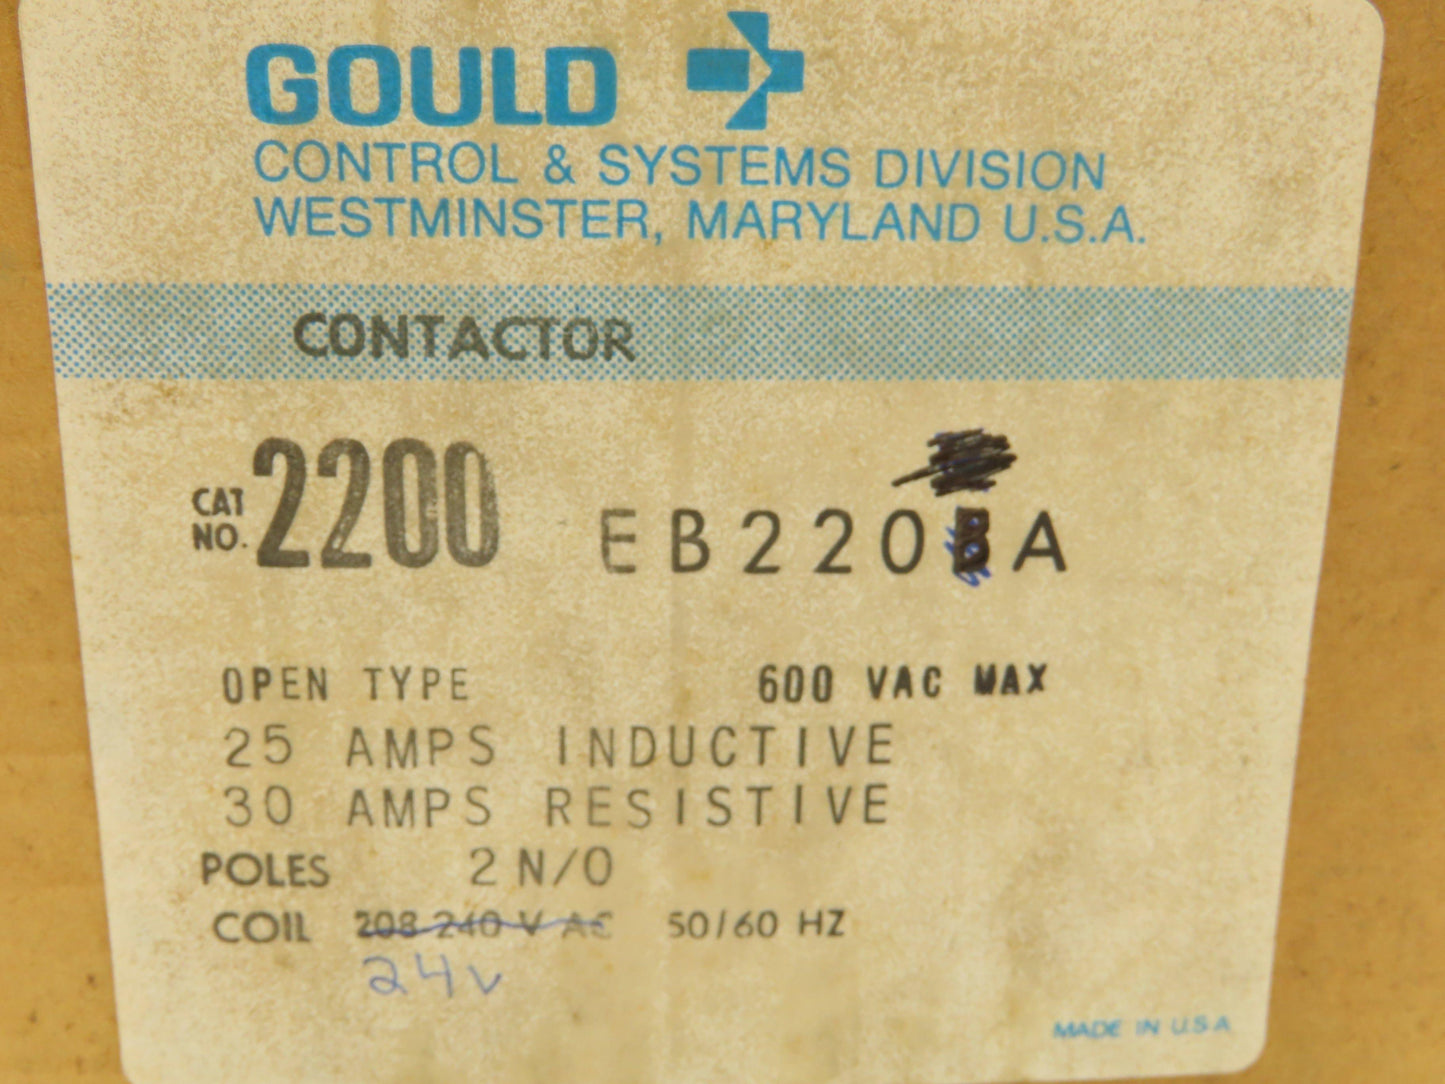 GOULD
CONTROL & SYSTEMS DIVISION
WESTMINSTER, MARYLAND U.S.A.
CONTACTOR
CAT NO. 2200 EB220 A
OPEN TYPE 600 VAC MAX
25 AMPS INDUCTIVE
30 AMPS RESISTIVE
POLES 2 N/O
COIL 208-240 V AC 50/60 HZ
24v
MADE IN U.S.A